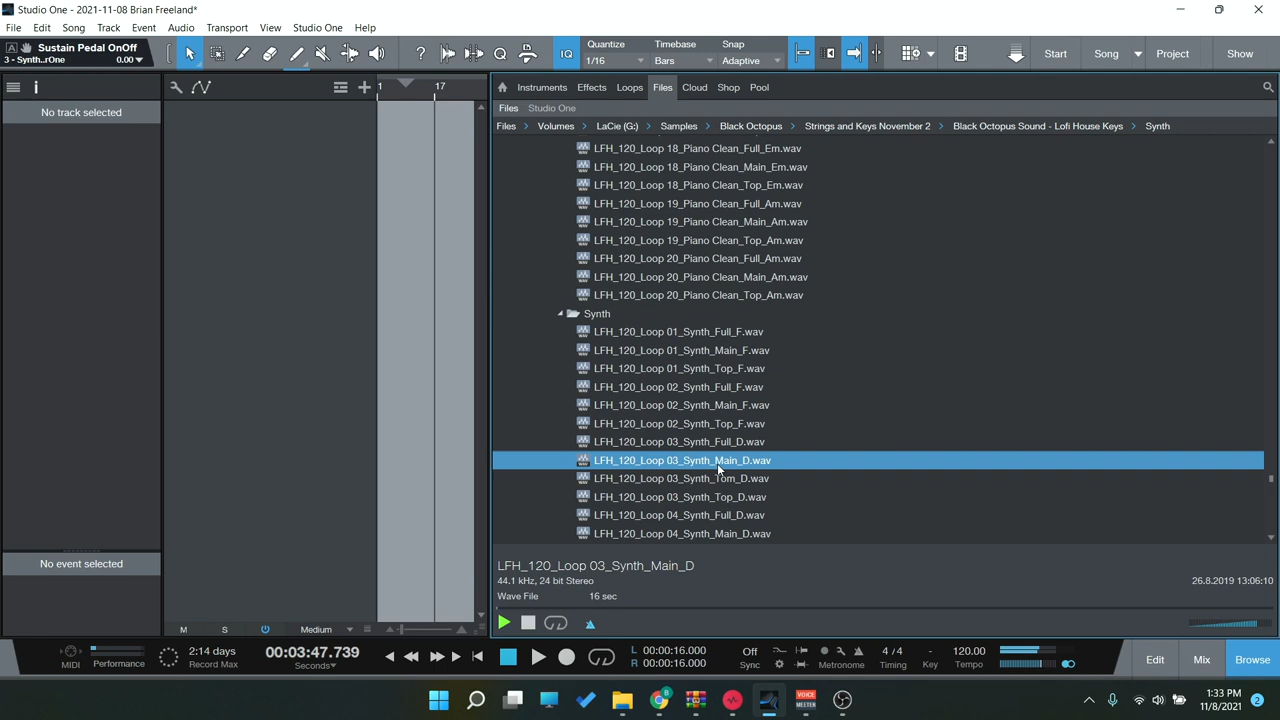 Studio One - 2021-11-08 Brian Freeland*
File Edit Song Track Event Audio Transport View Studio One Help
Sustain Pedal OnOff
3 - Synth..rOne 0.00
IQ
Quantize
1/16
Timebase
Bars
Snap
Adaptive
Start Song Project Show
No track selected
1 17
Instruments Effects Loops Files Cloud Shop Pool
Files Studio One
Files Volumes LaCie (G:) Samples Black Octopus Strings and Keys November 2 Black Octopus Sound - Lofi House Keys Synth
LFH_120_Loop 18_Piano Clean_Full_Em.wav
LFH_120_Loop 18_Piano Clean_Main_Em.wav
LFH_120_Loop 18_Piano Clean_Top_Em.wav
LFH_120_Loop 19_Piano Clean_Full_Am.wav
LFH_120_Loop 19_Piano Clean_Main_Am.wav
LFH_120_Loop 19_Piano Clean_Top_Am.wav
LFH_120_Loop 20_Piano Clean_Full_Am.wav
LFH_120_Loop 20_Piano Clean_Main_Am.wav
LFH_120_Loop 20_Piano Clean_Top_Am.wav
Synth
LFH_120_Loop 01_Synth_Full_F.wav
LFH_120_Loop 01_Synth_Main_F.wav
LFH_120_Loop 01_Synth_Top_F.wav
LFH_120_Loop 02_Synth_Full_F.wav
LFH_120_Loop 02_Synth_Main_F.wav
LFH_120_Loop 02_Synth_Top_F.wav
LFH_120_Loop 03_Synth_Full_D.wav
LFH_120_Loop 03_Synth_Main_D.wav
LFH_120_Loop 03_Synth_Tom_D.wav
LFH_120_Loop 03_Synth_Top_D.wav
LFH_120_Loop 04_Synth_Full_D.wav
LFH_120_Loop 04_Synth_Main_D.wav
No event selected
LFH_120_Loop 03_Synth_Main_D
44.1 kHz, 24 bit Stereo
26.8.2019 13:06:10
Wave File 16 sec
M S Medium
MIDI
Performance
2:14 days
Record Max
00:03:47.739
Seconds
L 00:00:16.000
R 00:00:16.000
Off
Sync
Metronome
4 / 4
Timing
-
Key
120.00
Tempo
Edit Mix Browse
VOICE
MEETER
1:33 PM
11/8/2021
2